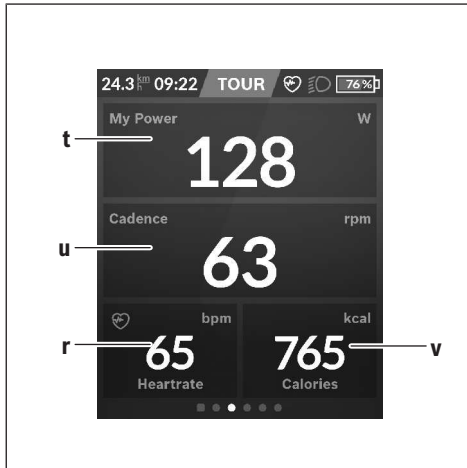 24.3 km/h 09:22 TOUR 76%
My Power W
t
128
Cadence rpm
u
63
bpm kcal
r 65 765 v
Heartrate Calories